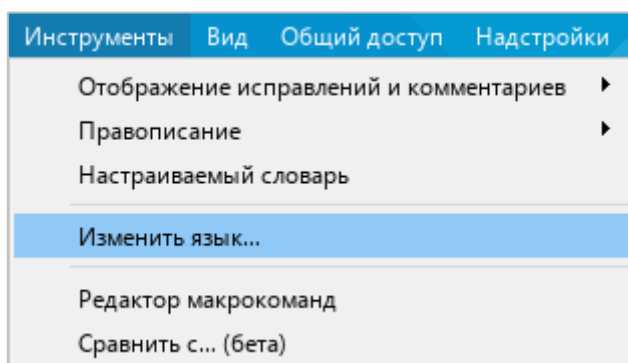 Инструменты Вид Общий доступ Надстройки
Отображение исправлений и комментариев
Правописание
Настраиваемый словарь
Изменить язык...
Редактор макрокоманд
Сравнить с... (бета)